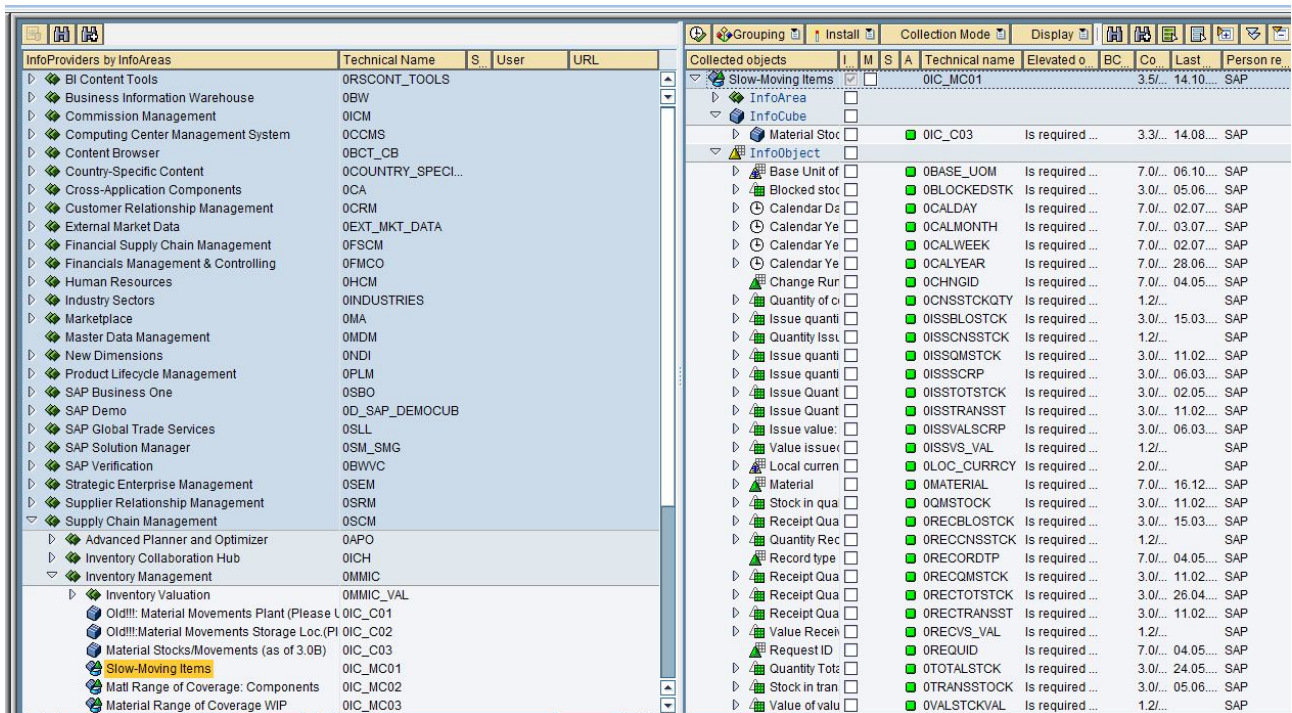 Grouping Install Collection Mode Display
InfoProviders by InfoAreas Technical Name S... User URL
BI Content Tools 0RSCONT_TOOLS
Business Information Warehouse 0BW
Commission Management 0ICM
Computing Center Management System 0CCMS
Content Browser 0BCT_CB
Country-Specific Content 0COUNTRY_SPECI...
Cross-Application Components 0CA
Customer Relationship Management 0CRM
External Market Data 0EXT_MKT_DATA
Financial Supply Chain Management 0FSCM
Financials Management & Controlling 0FMCO
Human Resources 0HCM
Industry Sectors 0INDUSTRIES
Marketplace 0MA
Master Data Management 0MDM
New Dimensions 0NDI
Product Lifecycle Management 0PLM
SAP Business One 0SBO
SAP Demo 0D_SAP_DEMOCUB
SAP Global Trade Services 0SLL
SAP Solution Manager 0SM_SMG
SAP Verification 0BWVC
Strategic Enterprise Management 0SEM
Supplier Relationship Management 0SRM
Supply Chain Management 0SCM
Advanced Planner and Optimizer 0APO
Inventory Collaboration Hub 0ICH
Inventory Management 0MMIC
Inventory Valuation 0MMIC_VAL
Old!!!: Material Movements Plant (Please U 0IC_C01
Old!!!:Material Movements Storage Loc.(Pl 0IC_C02
Material Stocks/Movements (as of 3.0B) 0IC_C03
Slow-Moving Items 0IC_MC01
Matl Range of Coverage: Components 0IC_MC02
Material Range of Coverage WIP 0IC_MC03
Collected objects I... M S A Technical name Elevated o... BC... Co... Last ... Person re...
Slow-Moving Items 0IC_MC01 3.5/... 14.10.... SAP
InfoArea
InfoCube
Material Stoc 0IC_C03 Is required ... 3.3/... 14.08.... SAP
InfoObject
Base Unit of 0BASE_UOM Is required ... 7.0/... 06.10.... SAP
Blocked stoc 0BLOCKEDSTK Is required ... 3.0/... 05.06.... SAP
Calendar Da 0CALDAY Is required ... 7.0/... 02.07.... SAP
Calendar Ye 0CALMONTH Is required ... 7.0/... 03.07.... SAP
Calendar Ye 0CALWEEK Is required ... 7.0/... 02.07.... SAP
Calendar Ye 0CALYEAR Is required ... 7.0/... 28.06.... SAP
Change Run 0CHNGID Is required ... 7.0/... 04.05.... SAP
Quantity of c 0CNSSTCKQTY Is required ... 1.2/... SAP
Issue quanti 0ISSBLOSTCK Is required ... 3.0/... 15.03.... SAP
Quantity Issu 0ISSCNSSTCK Is required ... 1.2/... SAP
Issue quanti 0ISSQMSTCK Is required ... 3.0/... 11.02.... SAP
Issue quanti 0ISSSCRP Is required ... 3.0/... 06.03.... SAP
Issue Quant 0ISSTOTSTCK Is required ... 3.0/... 02.05.... SAP
Issue Quant 0ISSTRANSST Is required ... 3.0/... 11.02.... SAP
Issue value: 0ISSVALSCRP Is required ... 3.0/... 06.03.... SAP
Value issued 0ISSVS_VAL Is required ... 1.2/... SAP
Local curren 0LOC_CURRCY Is required ... 2.0/... SAP
Material 0MATERIAL Is required ... 7.0/... 16.12.... SAP
Stock in qua 0QMSTOCK Is required ... 3.0/... 11.02.... SAP
Receipt Qua 0RECBLOSTCK Is required ... 3.0/... 15.03.... SAP
Quantity Rec 0RECCNSSTCK Is required ... 1.2/... SAP
Record type 0RECORDTP Is required ... 7.0/... 04.05.... SAP
Receipt Qua 0RECQMSTCK Is required ... 3.0/... 11.02.... SAP
Receipt Qua 0RECTOTSTCK Is required ... 3.0/... 26.04.... SAP
Receipt Qua 0RECTRANSST Is required ... 3.0/... 11.02.... SAP
Value Receiv 0RECVS_VAL Is required ... 1.2/... SAP
Request ID 0REQUID Is required ... 7.0/... 04.05.... SAP
Quantity Tota 0TOTALSTCK Is required ... 3.0/... 24.05.... SAP
Stock in tran 0TRANSSTOCK Is required ... 3.0/... 05.06.... SAP
Value of valu 0VALSTCKVAL Is required ... 1.2/... SAP